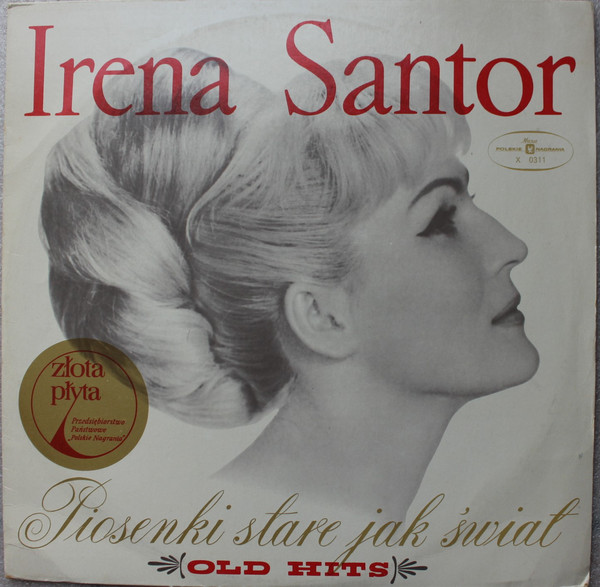 Irena Santor
Muza
POLSKIE NAGRANIA
X 0311
złota
płyta
Przedsiębiorstwo
Państwowe
„Polskie Nagrania”
Piosenki stare jak świat
(OLD HITS)